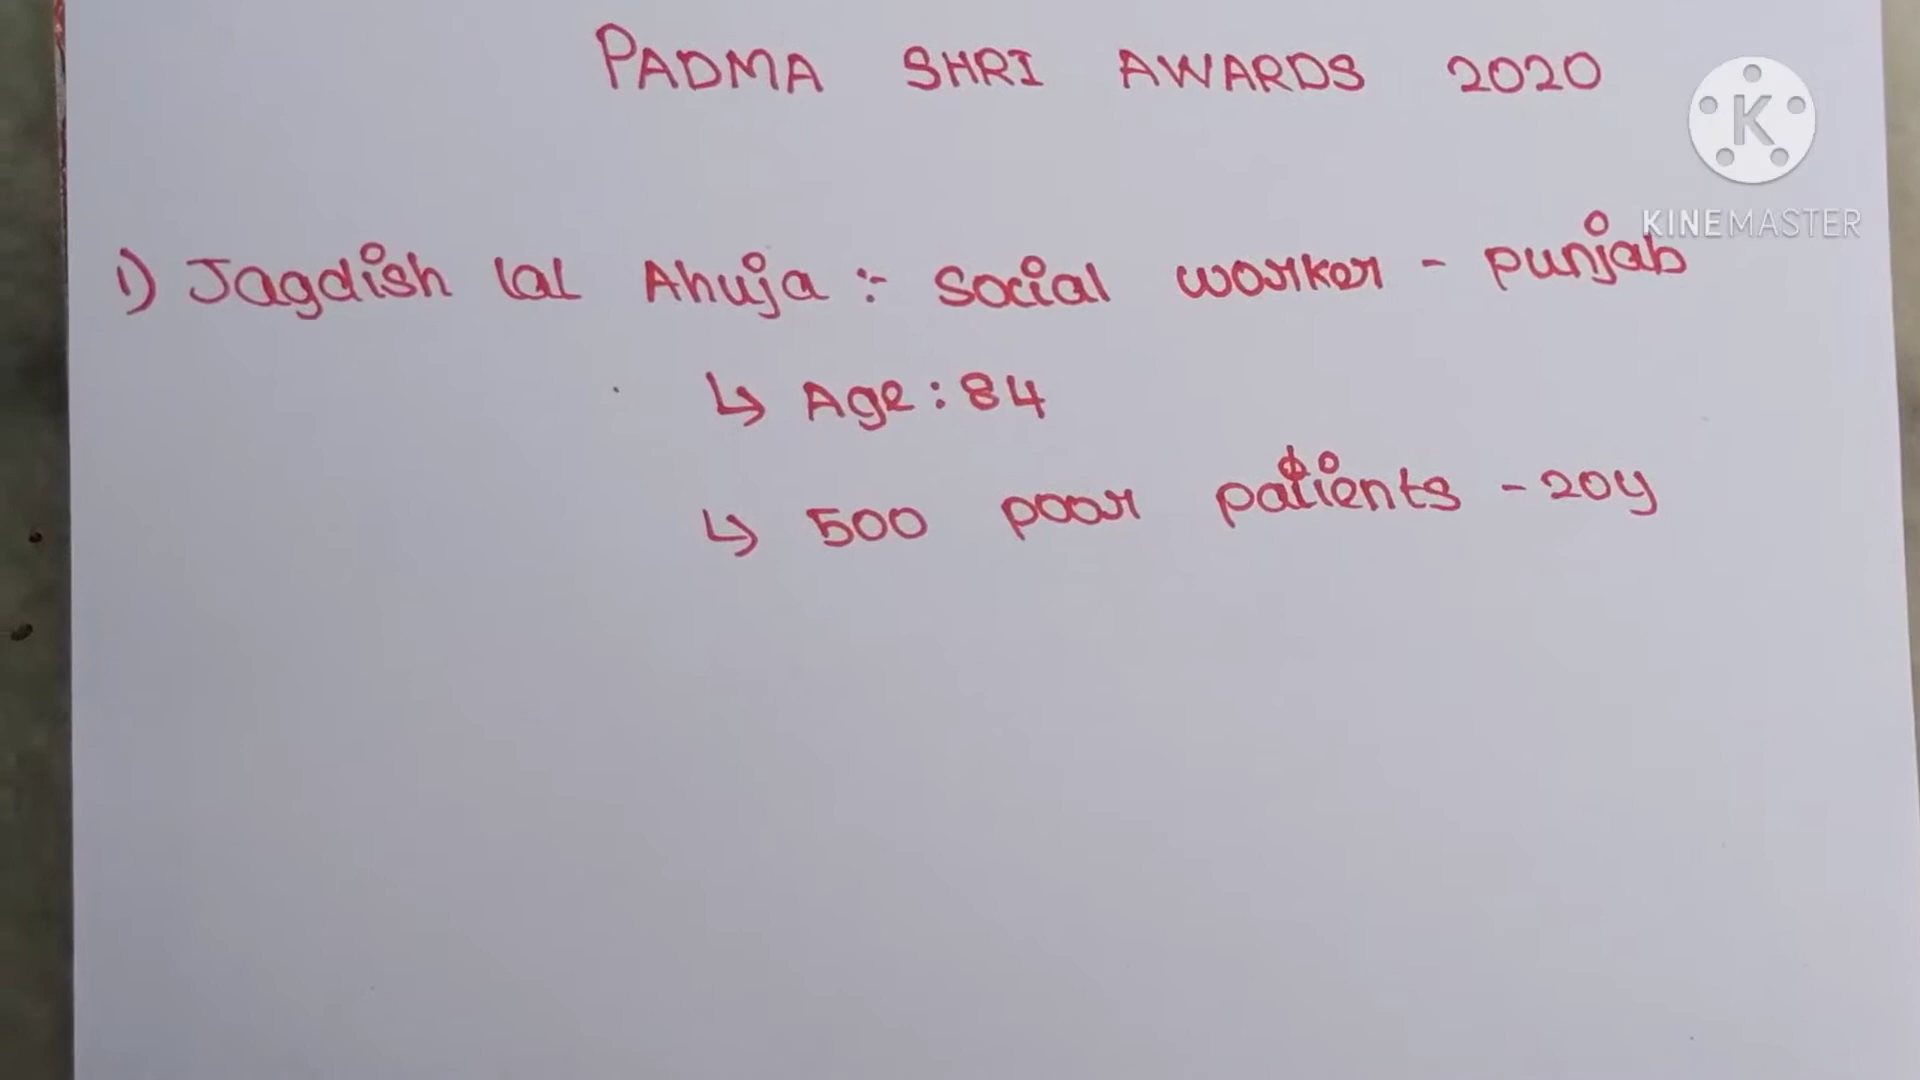 PADMA SHRI AWARDS 2020
K
KINEMASTER
1) Jagdish lal Ahuja :- Social worker - punjab
↳ Age : 84
↳ 500 poor patients - 20y